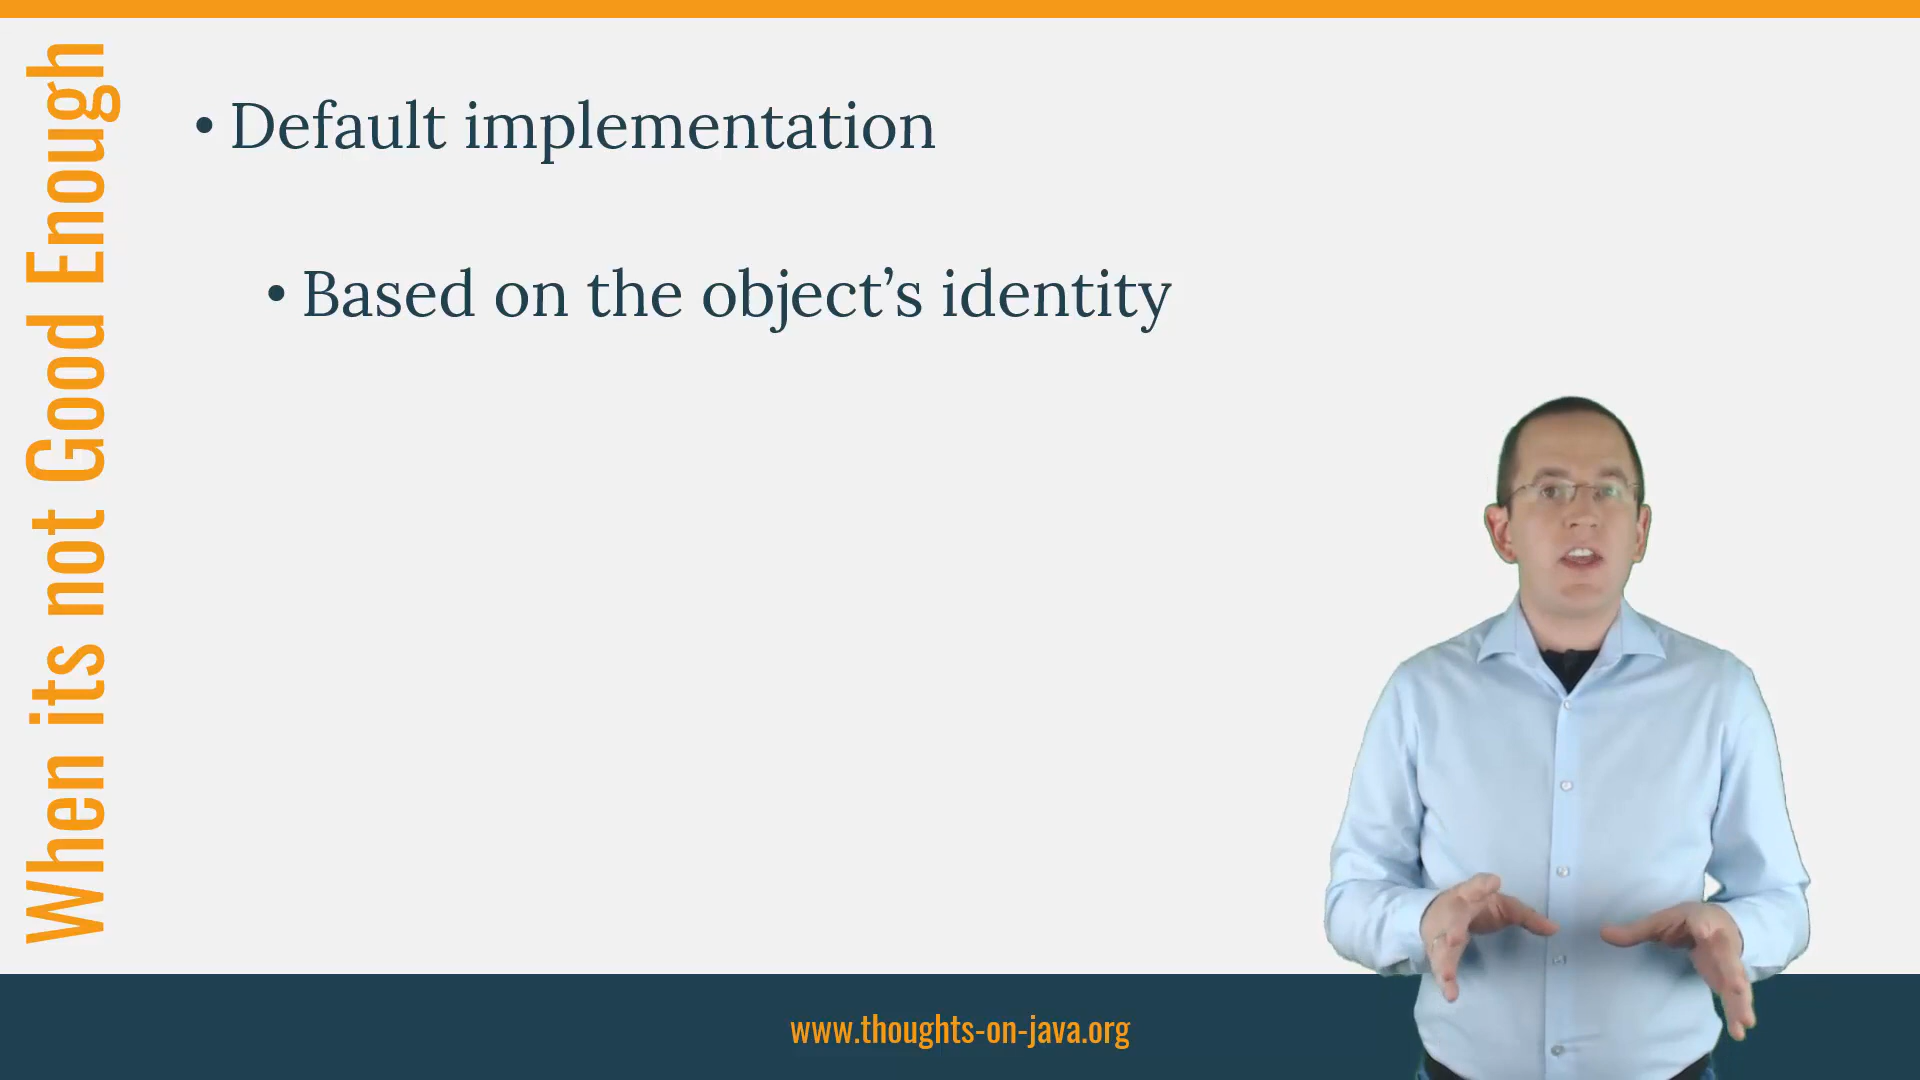 When its not Good Enough
• Default implementation
• Based on the object’s identity
www.thoughts-on-java.org